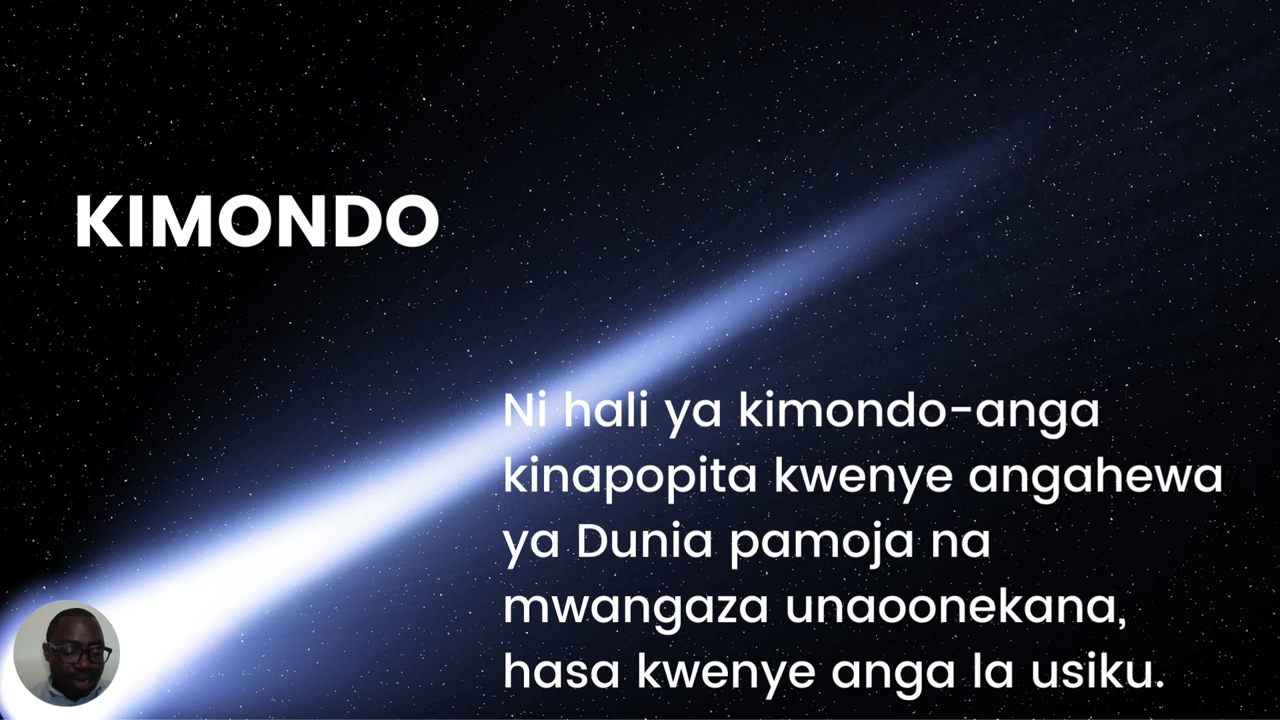 KIMONDO
Ni hali ya kimondo-anga
kinapopita kwenye angahewa
ya Dunia pamoja na
mwangaza unaoonekana,
hasa kwenye anga la usiku.